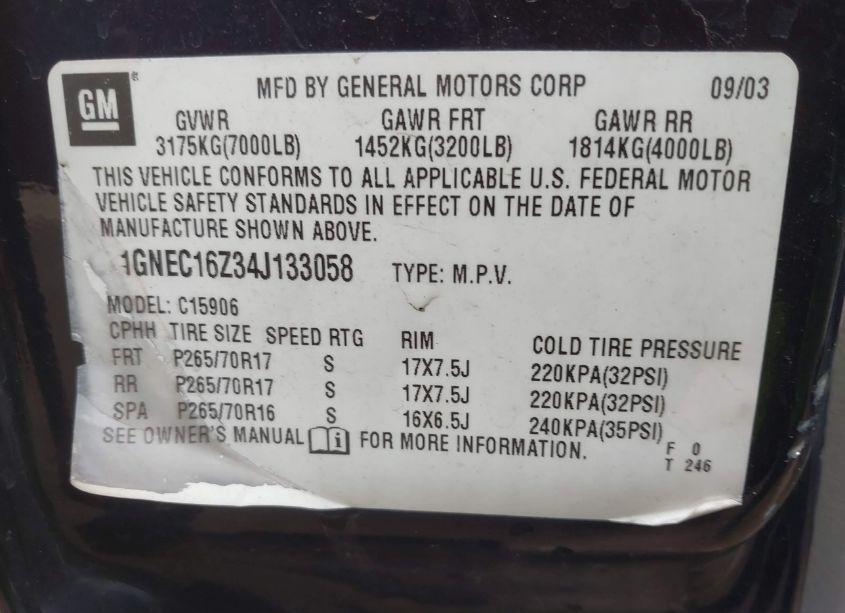 GM
MFD BY GENERAL MOTORS CORP 09/03
GVWR GAWR FRT GAWR RR
3175KG(7000LB) 1452KG(3200LB) 1814KG(4000LB)
THIS VEHICLE CONFORMS TO ALL APPLICABLE U.S. FEDERAL MOTOR
VEHICLE SAFETY STANDARDS IN EFFECT ON THE DATE OF
MANUFACTURE SHOWN ABOVE.
1GNEC16Z34J133058 TYPE: M.P.V.
MODEL: C15906
CPHH TIRE SIZE SPEED RTG RIM COLD TIRE PRESSURE
FRT P265/70R17 S 17X7.5J 220KPA(32PSI)
RR P265/70R17 S 17X7.5J 220KPA(32PSI)
SPA P265/70R16 S 16X6.5J 240KPA(35PSI)
SEE OWNER'S MANUAL i FOR MORE INFORMATION.
F 0
T 246